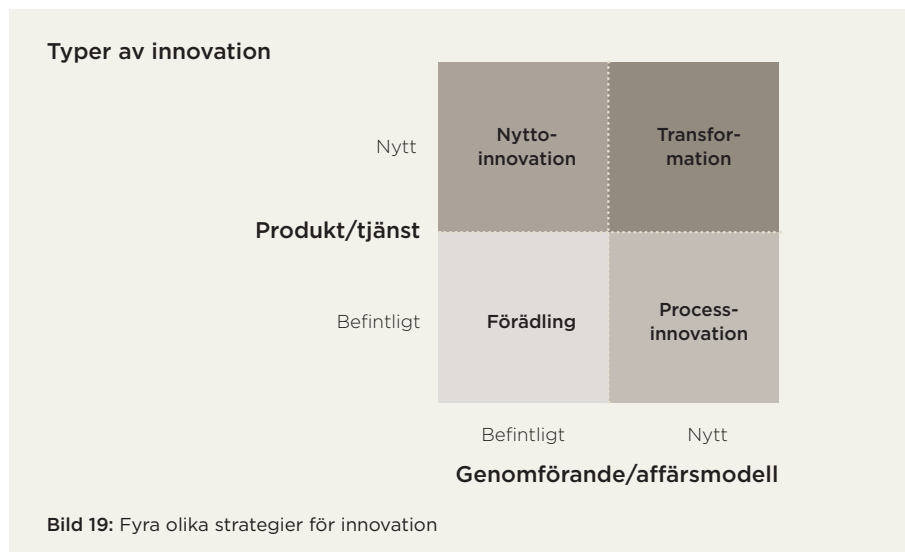 Typer av innovation
Nytto-
innovation
Transfor-
mation
Nytt
Produkt/tjänst
Befintligt
Förädling
Process-
innovation
Befintligt
Nytt
Genomförande/affärsmodell
Bild 19: Fyra olika strategier för innovation